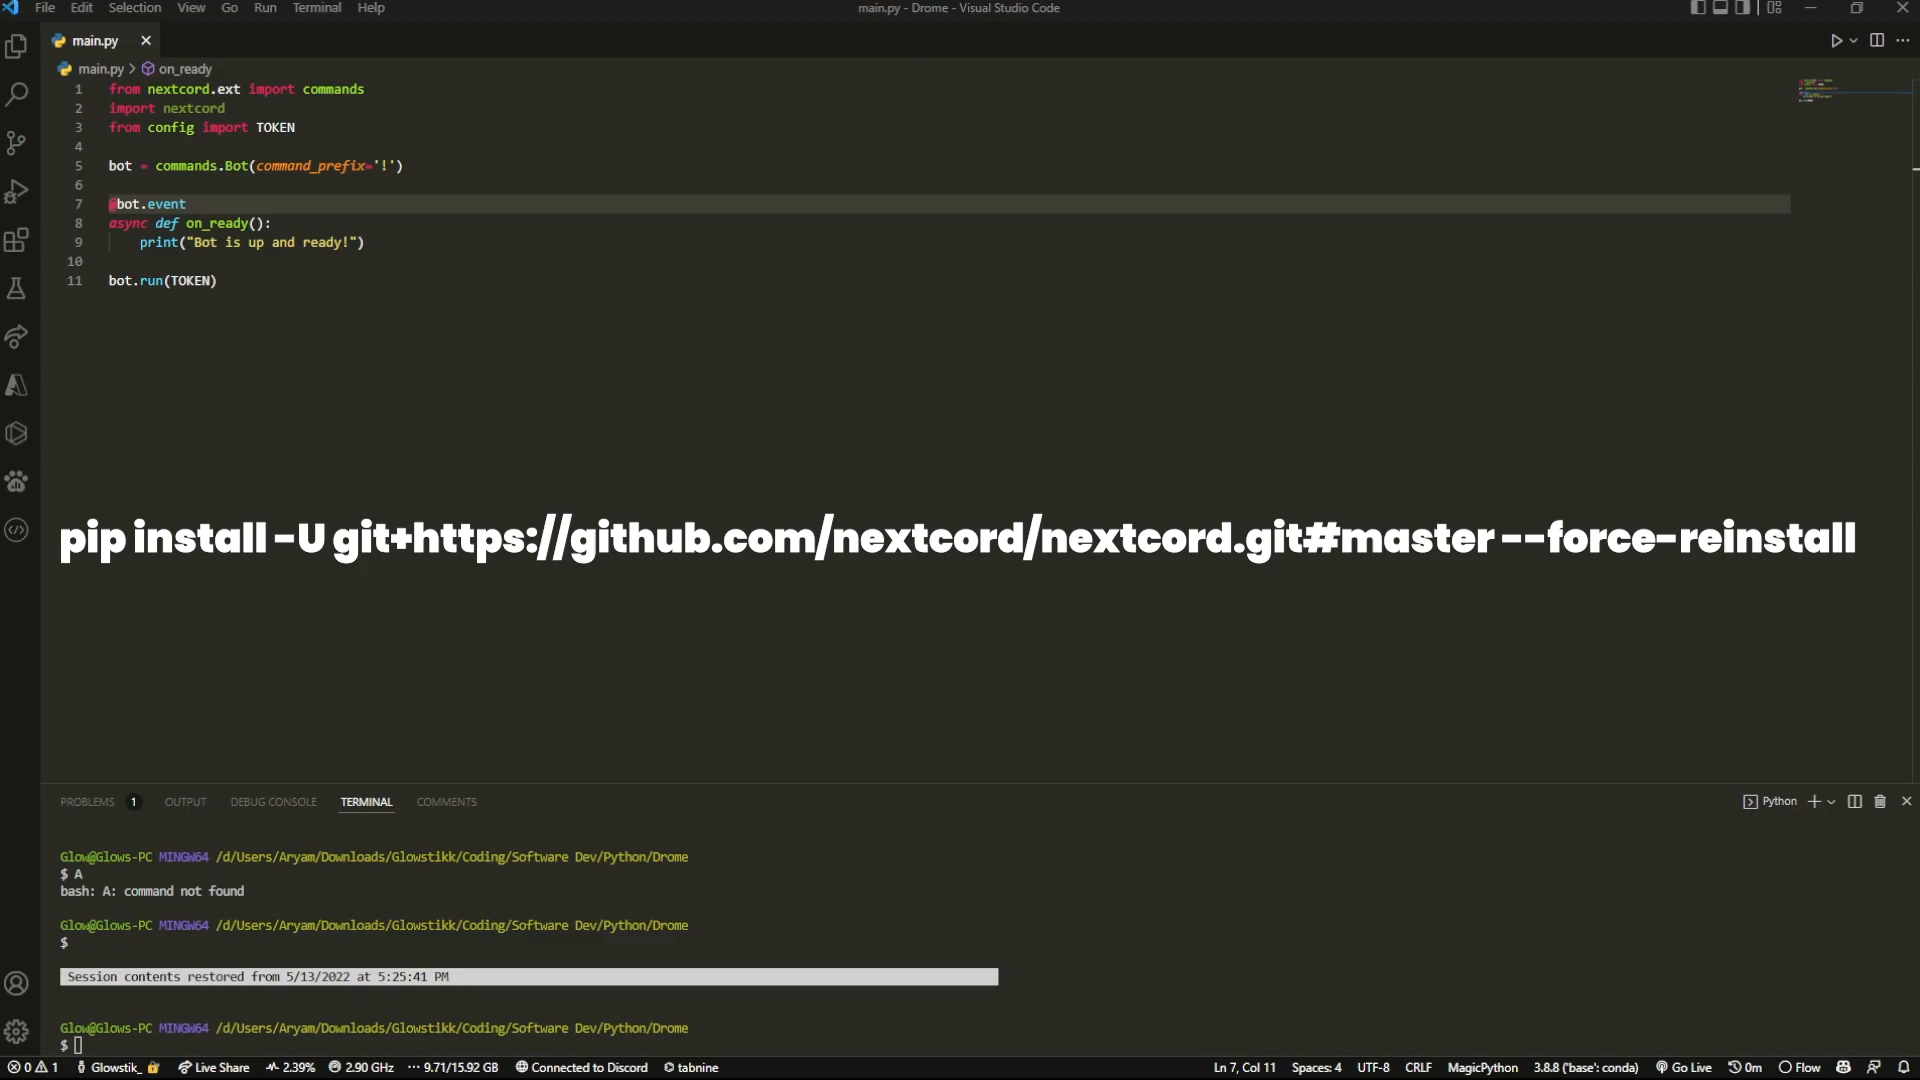 File Edit Selection View Go Run Terminal Help main.py - Drome - Visual Studio Code
main.py
main.py > on_ready
1 from nextcord.ext import commands
2 import nextcord
3 from config import TOKEN
4
5 bot = commands.Bot(command_prefix='!')
6
7 @bot.event
8 async def on_ready():
9 print("Bot is up and ready!")
10
11 bot.run(TOKEN)
pip install -U git+https://github.com/nextcord/nextcord.git#master --force-reinstall
PROBLEMS 1 OUTPUT DEBUG CONSOLE TERMINAL COMMENTS Python
Glow@Glows-PC MINGW64 /d/Users/Aryam/Downloads/Glowstikk/Coding/Software Dev/Python/Drome
$ A
bash: A: command not found
Glow@Glows-PC MINGW64 /d/Users/Aryam/Downloads/Glowstikk/Coding/Software Dev/Python/Drome
$
Session contents restored from 5/13/2022 at 5:25:41 PM
Glow@Glows-PC MINGW64 /d/Users/Aryam/Downloads/Glowstikk/Coding/Software Dev/Python/Drome
$
0 1 Glowstik_ Live Share 2.39% 2.90 GHz 9.71/15.92 GB Connected to Discord tabnine Ln 7, Col 11 Spaces: 4 UTF-8 CRLF MagicPython 3.8.8 ('base': conda) Go Live 0m Flow